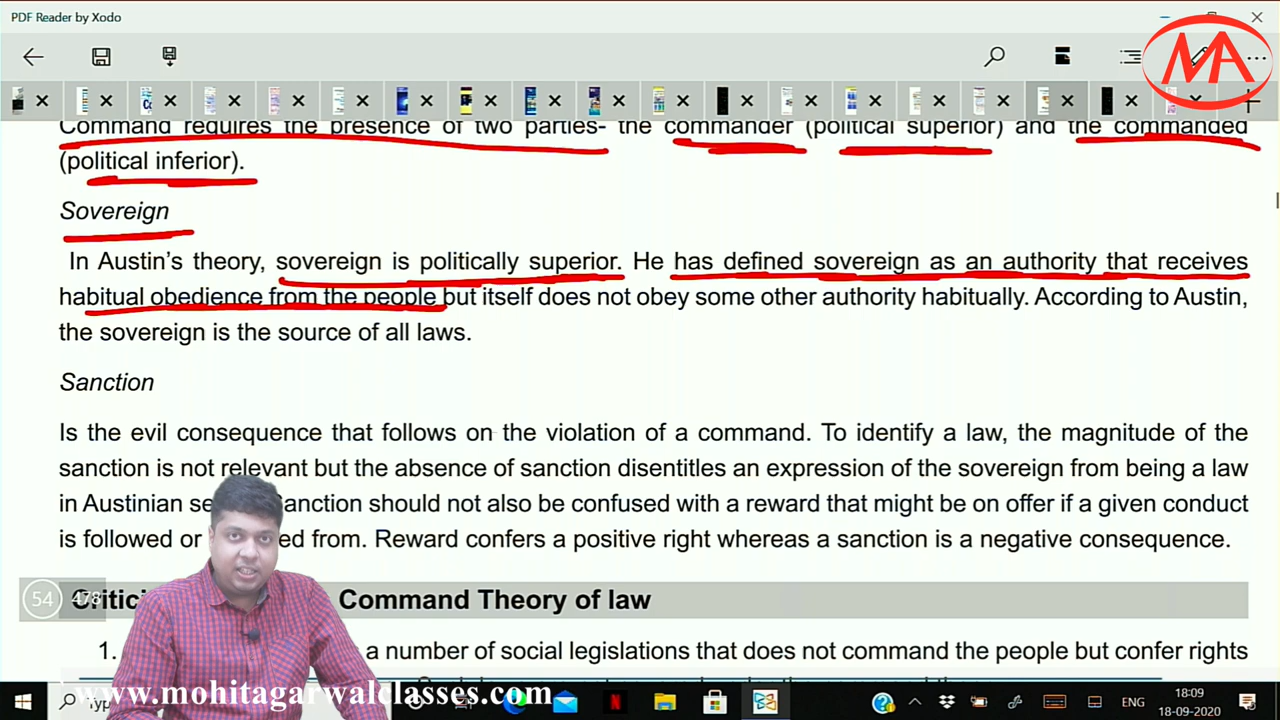 PDF Reader by Xodo
MA
Command requires the presence of two parties- the commander (political superior) and the commanded
(political inferior).
Sovereign
In Austin's theory, sovereign is politically superior. He has defined sovereign as an authority that receives
habitual obedience from the people but itself does not obey some other authority habitually. According to Austin,
the sovereign is the source of all laws.
Sanction
Is the evil consequence that follows on the violation of a command. To identify a law, the magnitude of the
sanction is not relevant but the absence of sanction disentitles an expression of the sovereign from being a law
in Austinian anction should not also be confused with a reward that might be on offer if a given conduct
is followed or ed from. Reward confers a positive right whereas a sanction is a negative consequence.
54 478
Command Theory of law
1. a number of social legislations that does not command the people but confer rights
www.mohitagarwalclasses.com
ENG
18:09
18-09-2020